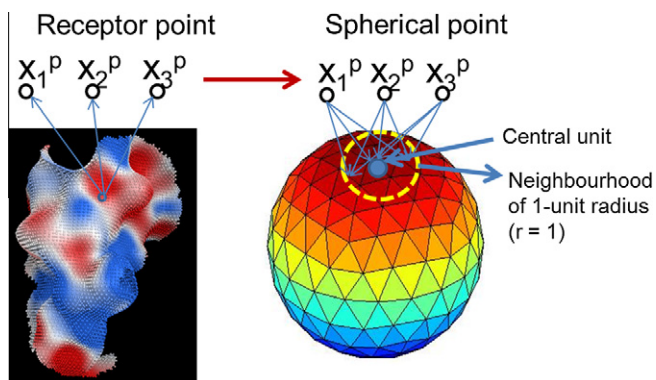 Receptor point
Spherical point
x₁ᵖ x₂ᵖ x₃ᵖ
x₁ᵖ x₂ᵖ x₃ᵖ
Central unit
Neighbourhood
of 1-unit radius
(r = 1)